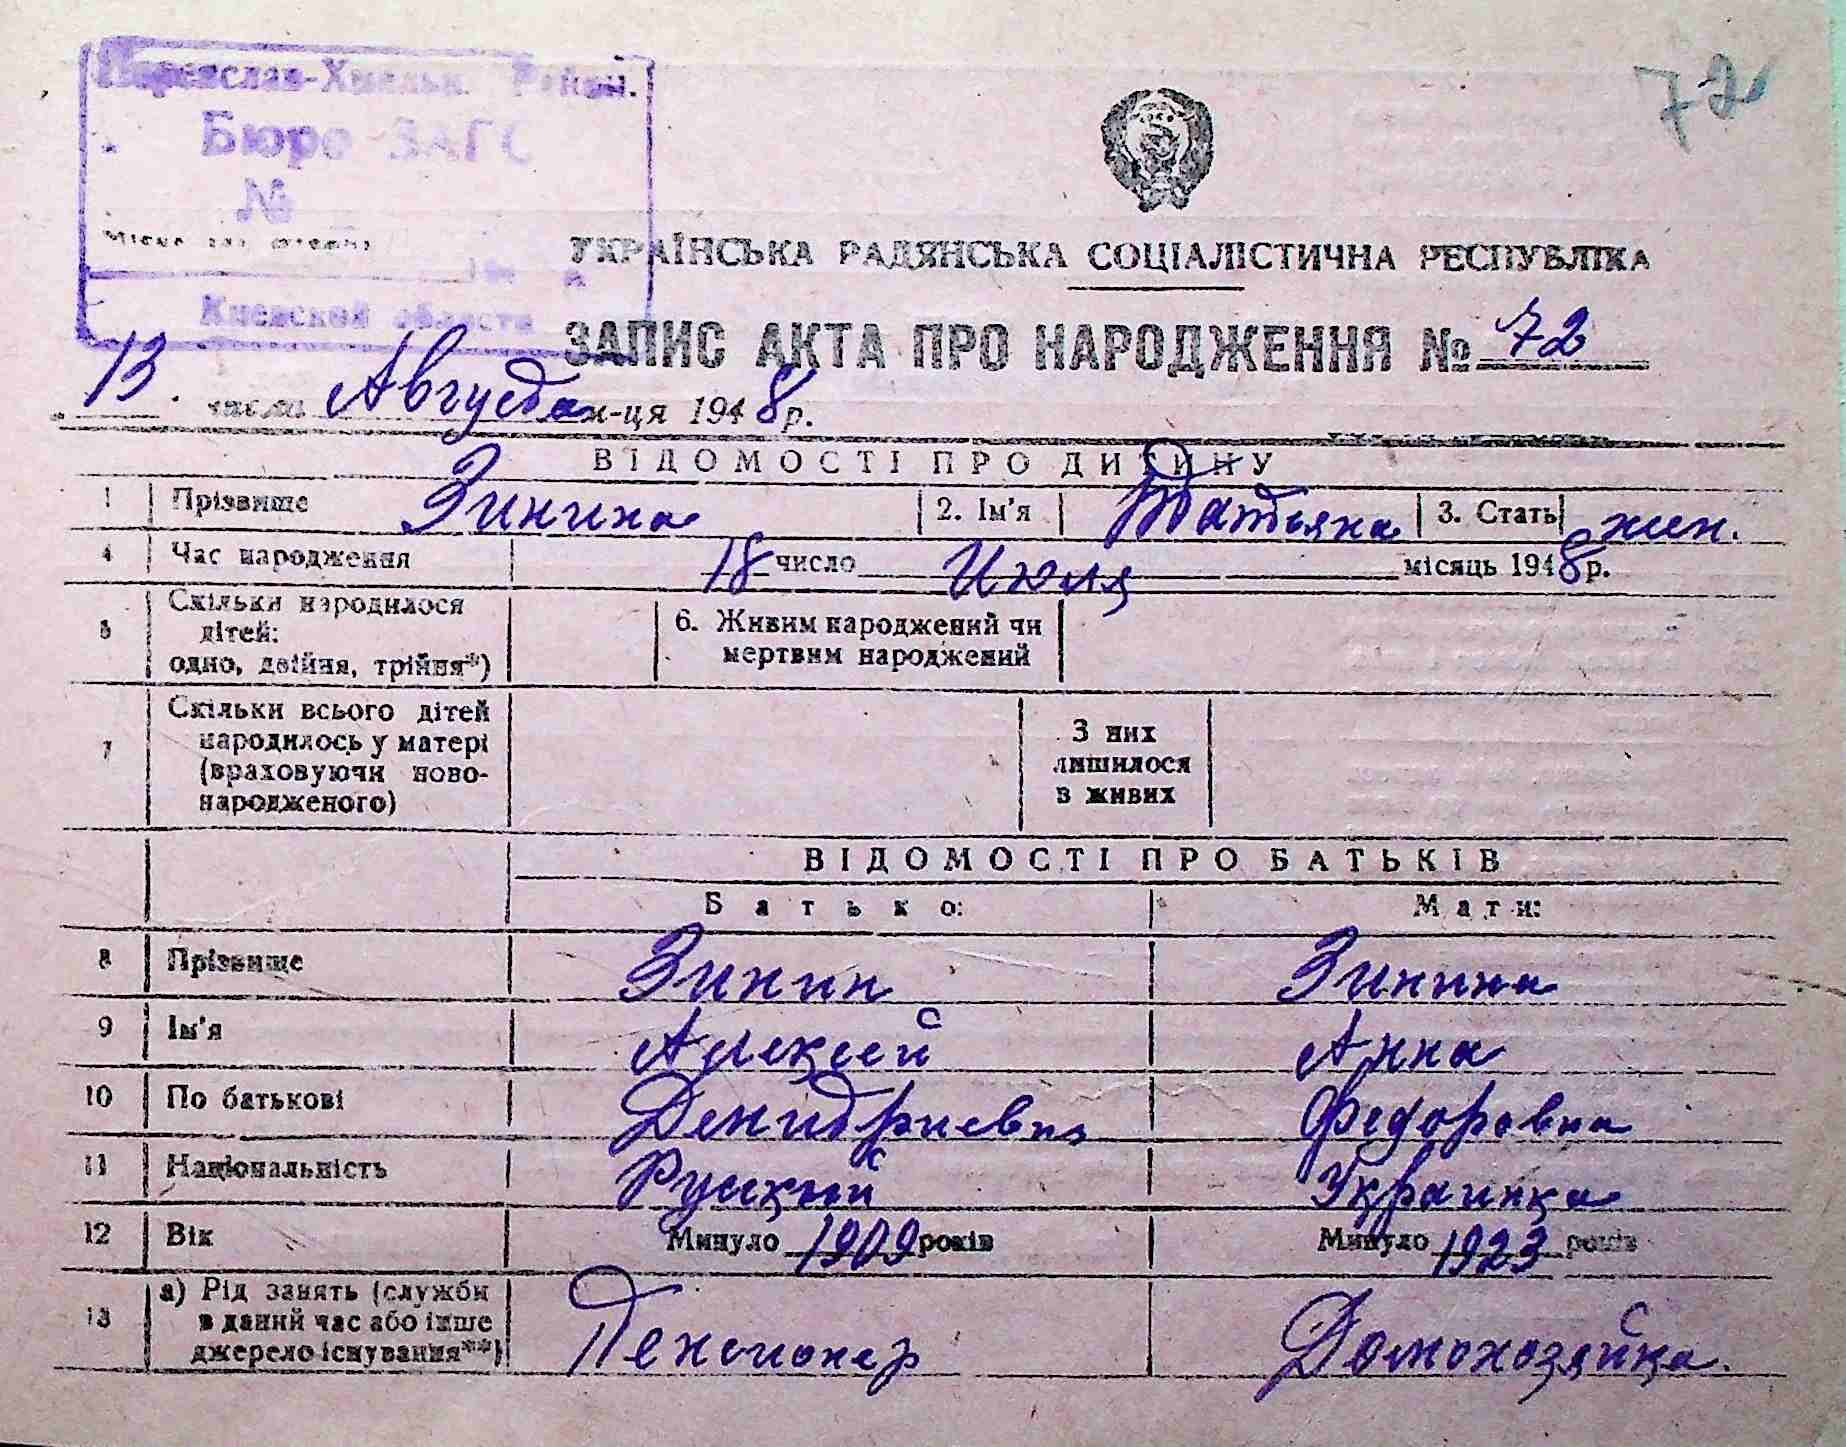 Переяслав-Хмельн. Район.
72
Бюро ЗАГС
№
УКРАЇНСЬКА РАДЯНСЬКА СОЦІАЛІСТИЧНА РЕСПУБЛІКА
Киевской области
ЗАПИС АКТА ПРО НАРОДЖЕННЯ № 72
13 числа Августа м-ця 1948 р.
ВІДОМОСТІ ПРО ДИТИНУ
1 Прізвище Зинина 2. Ім'я Татьяна 3. Стать жен.
4 Час народження 18 число Июля місяць 1948 р.
5 Скільки народилося дітей: одно, двійня, трійня*) 6. Живим народжений чи мертвим народжений
7 Скільки всього дітей народилось у матері (враховуючи ново-народженого) З них лишилося в живих
ВІДОМОСТІ ПРО БАТЬКІВ
Батько: Мати:
8 Прізвище Зинин Зинина
9 Ім'я Алексей Анна
10 По батькові Федоровна
11 Національність Русский Украинка
12 Вік Минуло 1909 років Минуло 1923 років
13 а) Рід занять (служби в даний час або інше джерело існування**) Пенсионер Домохозяйка.